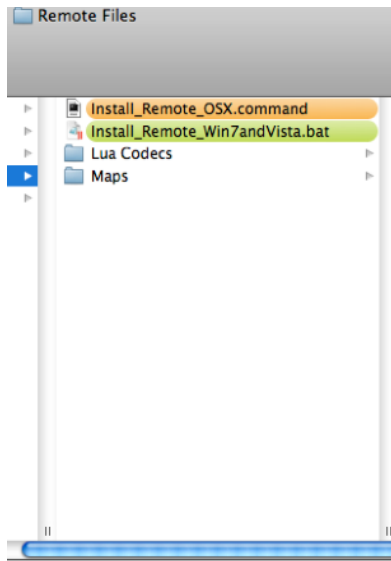 Remote Files
Install_Remote_OSX.command
Install_Remote_Win7andVista.bat
Lua Codecs
Maps